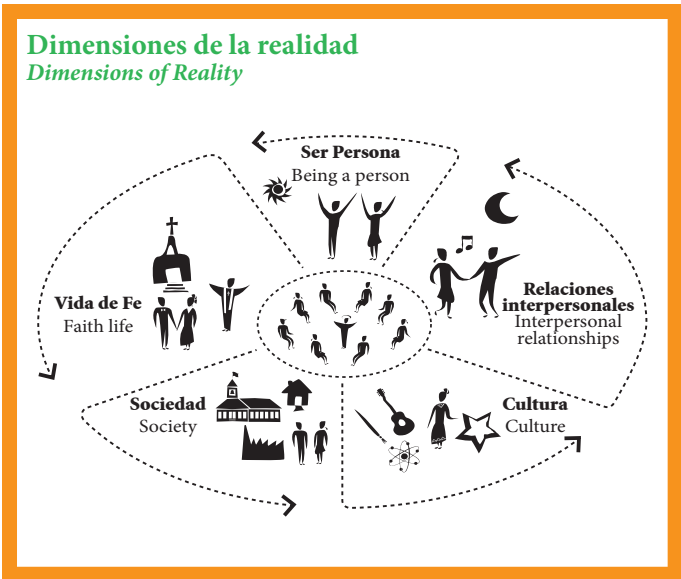 Dimensiones de la realidad
Dimensions of Reality
Ser Persona
Being a person
Relaciones
interpersonales
Interpersonal
relationships
Vida de Fe
Faith life
Sociedad
Society
Cultura
Culture